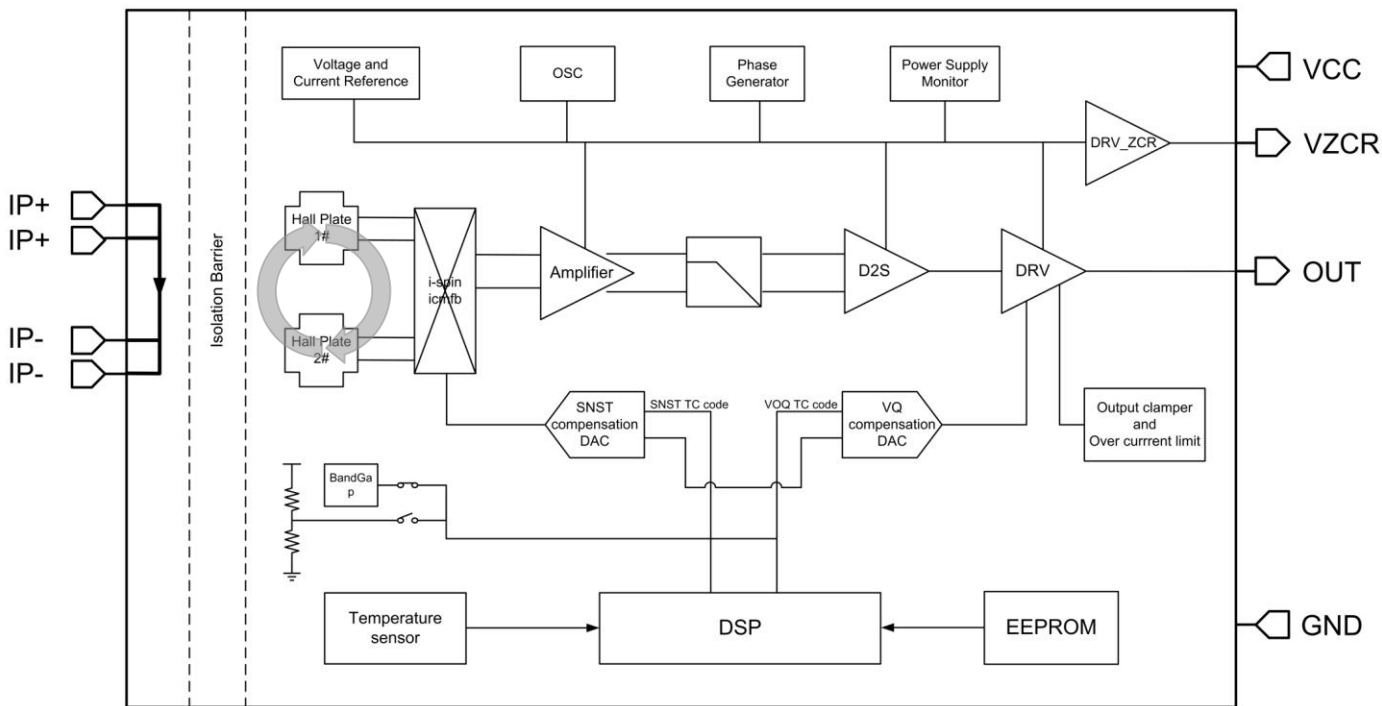 Voltage and
Current Reference
OSC
Phase
Generator
Power Supply
Monitor
VCC
DRV_ZCR
VZCR
IP+
IP+
IP-
IP-
Isolation Barrier
Hall Plate
1#
Hall Plate
2#
i-spin
icmfb
Amplifier
D2S
DRV
OUT
SNST
compensation
DAC
SNST TC code
VOQ TC code
VQ
compensation
DAC
Output clamper
and
Over currrent limit
BandGa
p
Temperature
sensor
DSP
EEPROM
GND